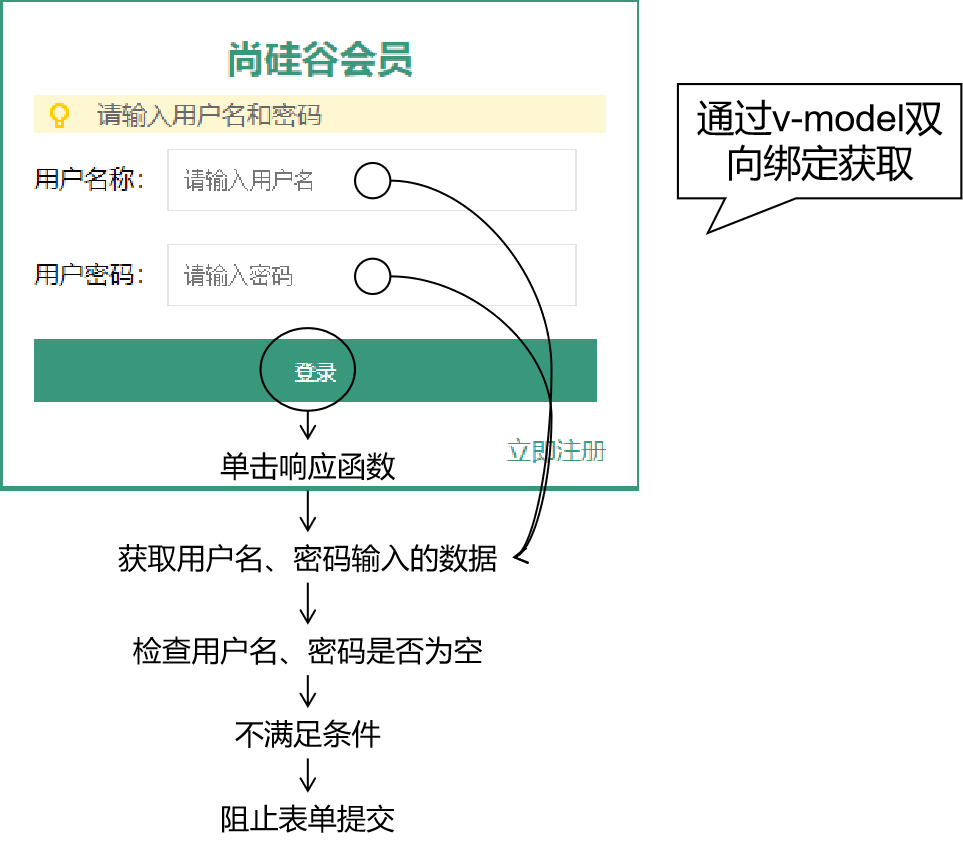 尚硅谷会员
请输入用户名和密码
用户名称：
请输入用户名
用户密码：
请输入密码
登录
立即注册
通过v-model双
向绑定获取
单击响应函数
获取用户名、密码输入的数据
检查用户名、密码是否为空
不满足条件
阻止表单提交